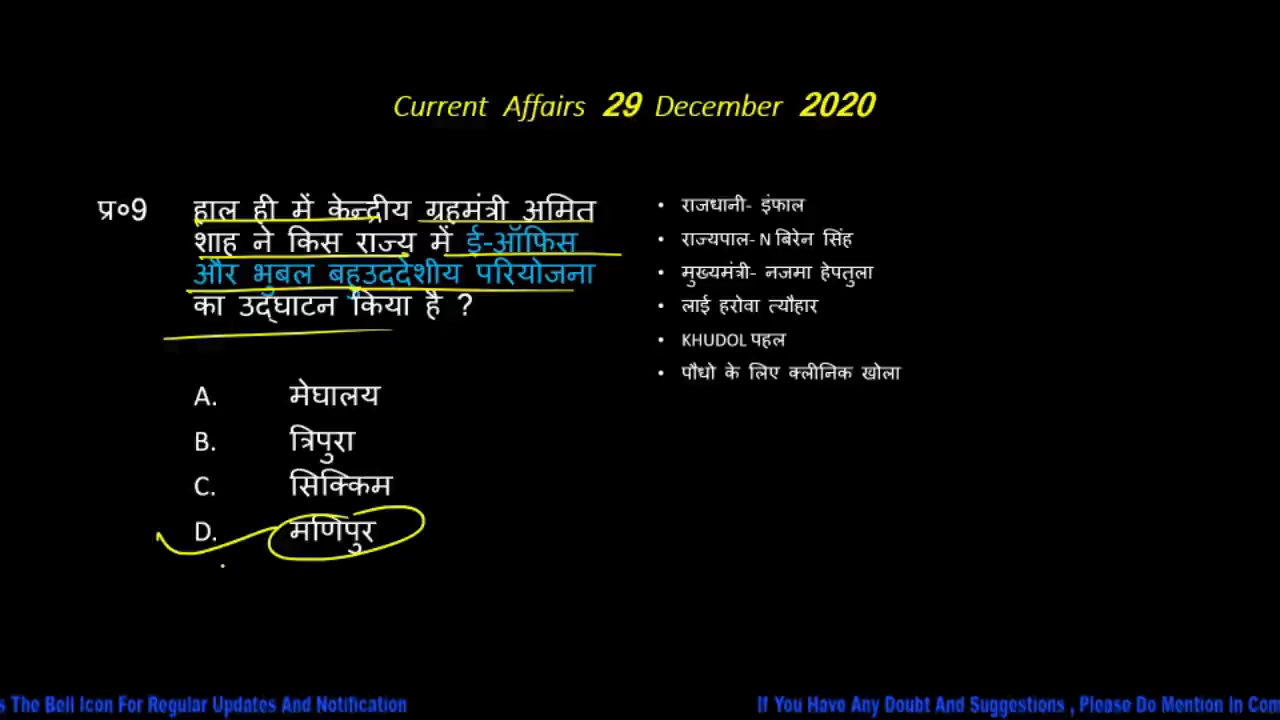 Current Affairs 29 December 2020
प्र०9 हाल ही में केन्द्रीय ग्रहमंत्री अमित
शाह ने किस राज्य में ई-ऑफिस
और भुबल बहुउददेशीय परियोजना
का उद्घाटन किया है ?
A. मेघालय
B. त्रिपुरा
C. सिक्किम
D. मणिपुर
• राजधानी- इंफाल
• राज्यपाल- N बिरेन सिंह
• मुख्यमंत्री- नजमा हेपतुला
• लाई हरोवा त्यौहार
• KHUDOL पहल
• पौधो के लिए क्लीनिक खोला
s The Bell Icon For Regular Updates And Notification
If You Have Any Doubt And Suggestions , Please Do Mention In Com